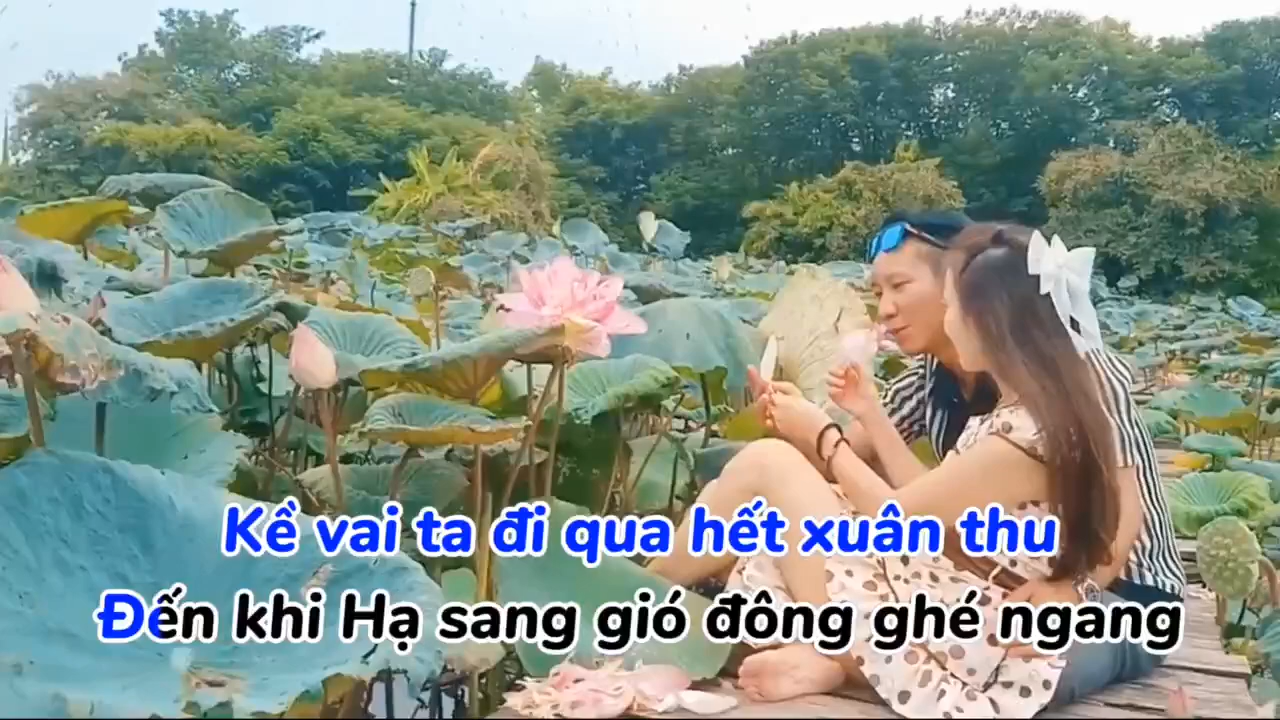 Kề vai ta đi qua hết xuân thu
Đến khi Hạ sang gió đông ghé ngang